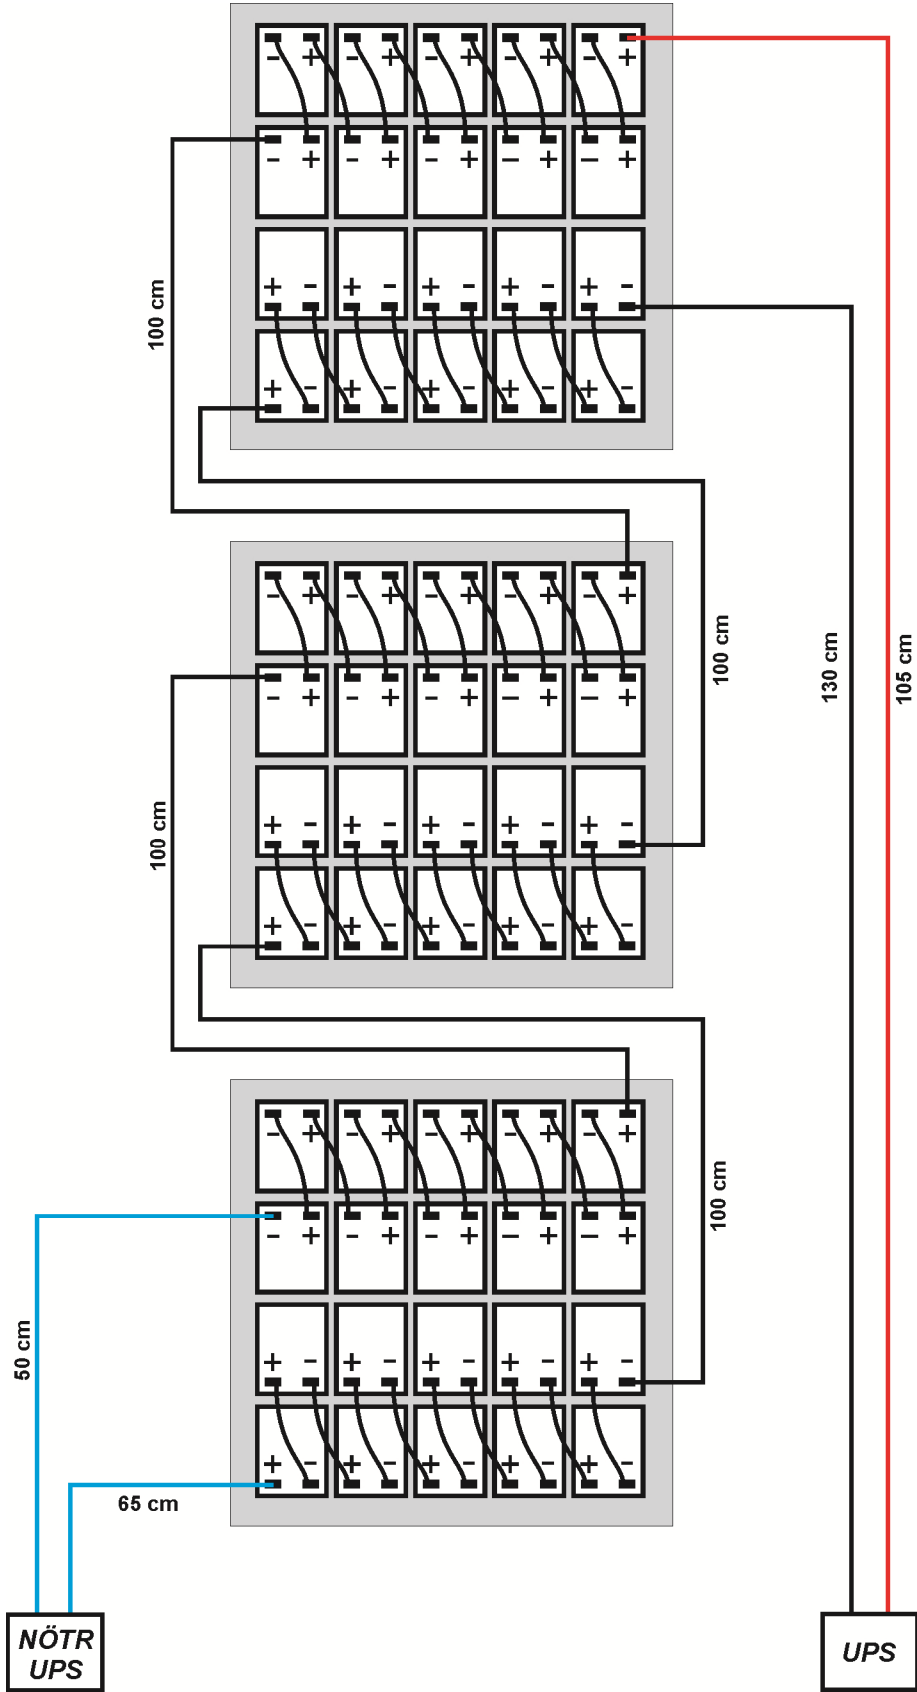 − + − + − + − + − +
− + − + − + − + − +
+ − + − + − + − + −
100 cm
+ − + − + − + − + −
− + − + − + − + − +
100 cm
130 cm
105 cm
− + − + − + − + − +
+ − + − + − + − + −
100 cm
+ − + − + − + − + −
− + − + − + − + − +
100 cm
− + − + − + − + − +
50 cm
+ − + − + − + − + −
+ − + − + − + − + −
65 cm
NÖTR
UPS
UPS